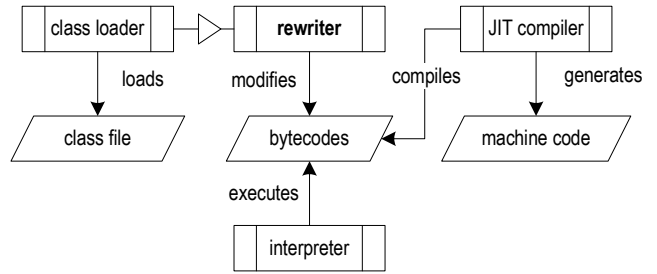 class loader
rewriter
JIT compiler
loads
modifies
compiles
generates
class file
bytecodes
machine code
executes
interpreter